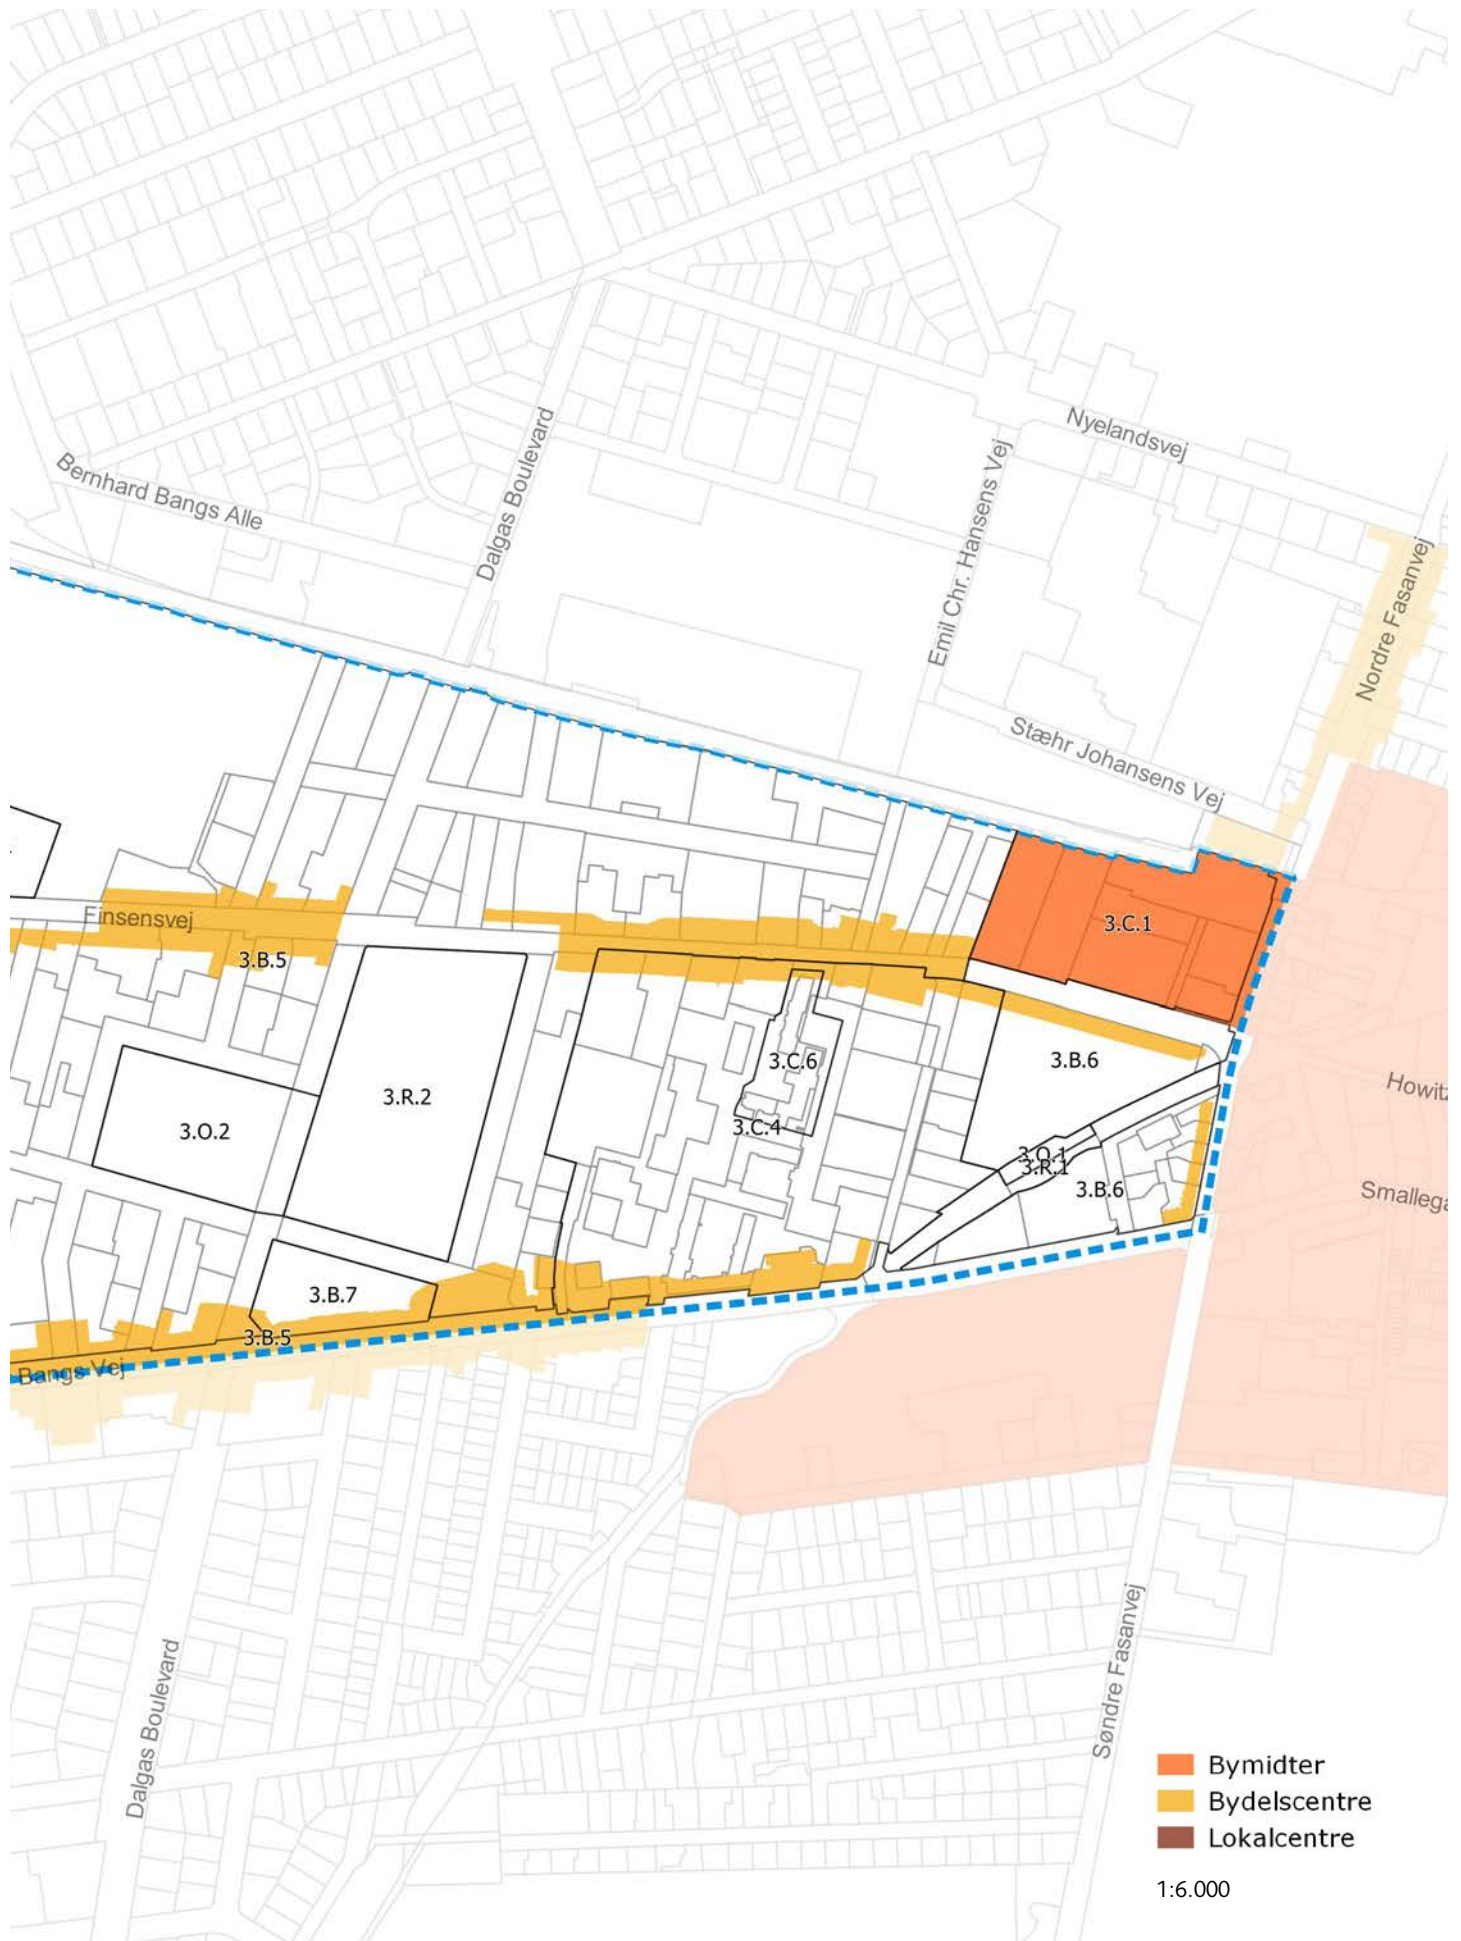 Nyelandsvej
Bernhard Bangs Alle
Dalgas Boulevard
Emil Chr. Hansens Vej
Nordre Fasanvej
Stæhr Johansens Vej
3.C.1
Finsensvej
3.B.5
3.C.6
3.B.6
3.R.2
Howitz
3.O.2
3.C.4
3.O.1
3.R.1
3.B.6
Smallega
3.B.7
3.B.5
Bangs Vej
Søndre Fasanvej
Dalgas Boulevard
Bymidter
Bydelscentre
Lokalcentre
1:6.000